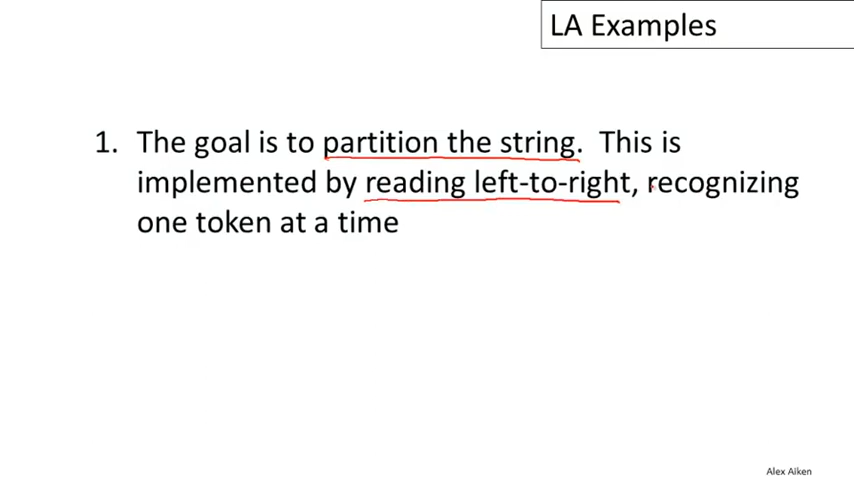 LA Examples
1. The goal is to partition the string. This is
implemented by reading left-to-right, recognizing
one token at a time
Alex Aiken